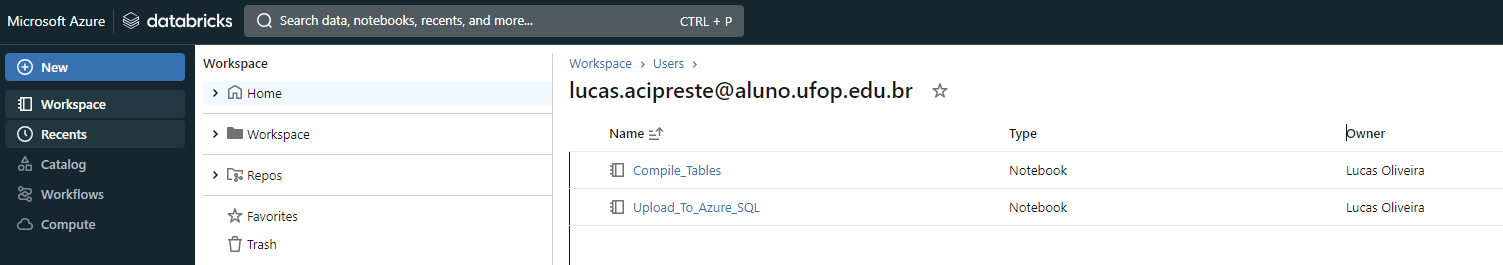 Microsoft Azure databricks Search data, notebooks, recents, and more... CTRL + P
New
Workspace
Recents
Catalog
Workflows
Compute
Workspace
Home
Workspace
Repos
Favorites
Trash
Workspace > Users >
lucas.acipreste@aluno.ufop.edu.br
Name Type Owner
Compile_Tables Notebook Lucas Oliveira
Upload_To_Azure_SQL Notebook Lucas Oliveira